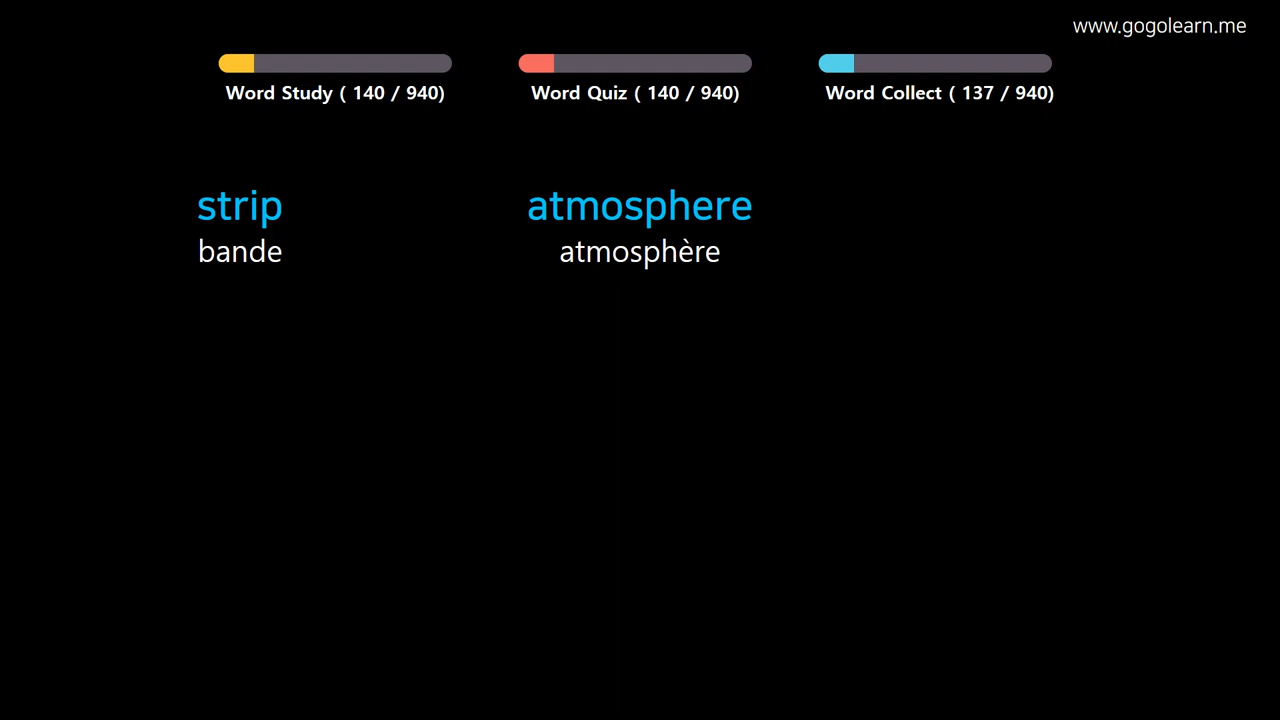 www.gogolearn.me
Word Study ( 140 / 940)
Word Quiz ( 140 / 940)
Word Collect ( 137 / 940)
strip
bande
atmosphere
atmosphère